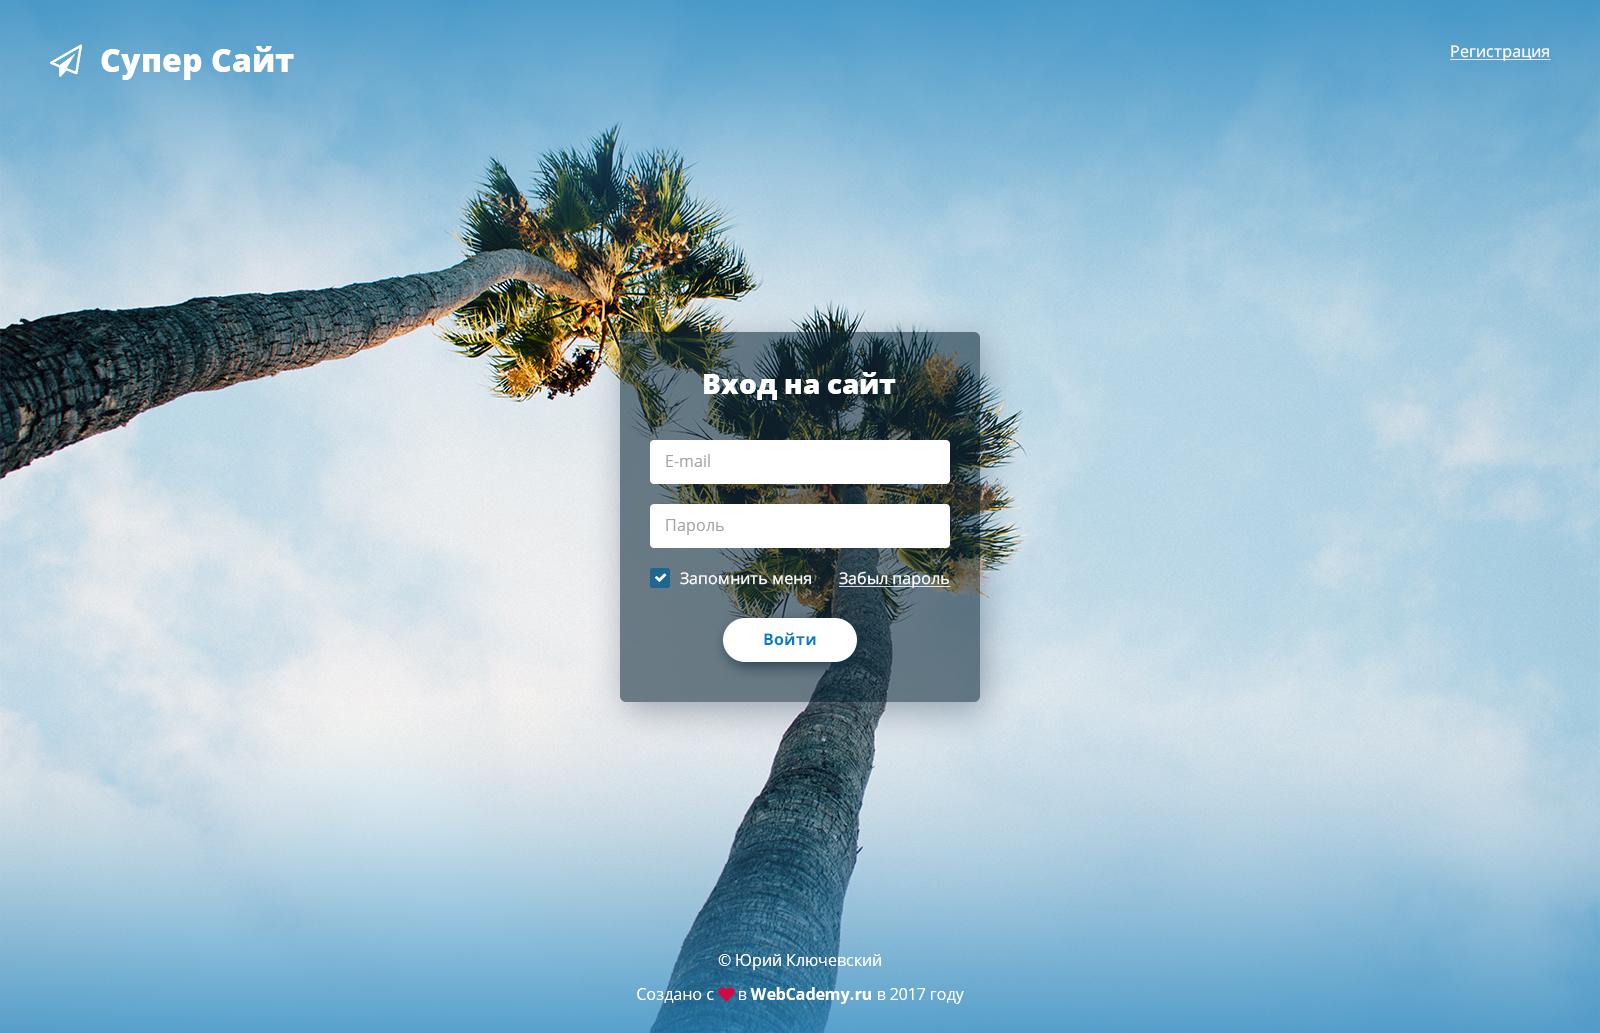 Супер Сайт
Регистрация
Вход на сайт
E-mail
Пароль
Запомнить меня
Забыл пароль
Войти
© Юрий Ключевский
Создано с ❤ в WebCademy.ru в 2017 году